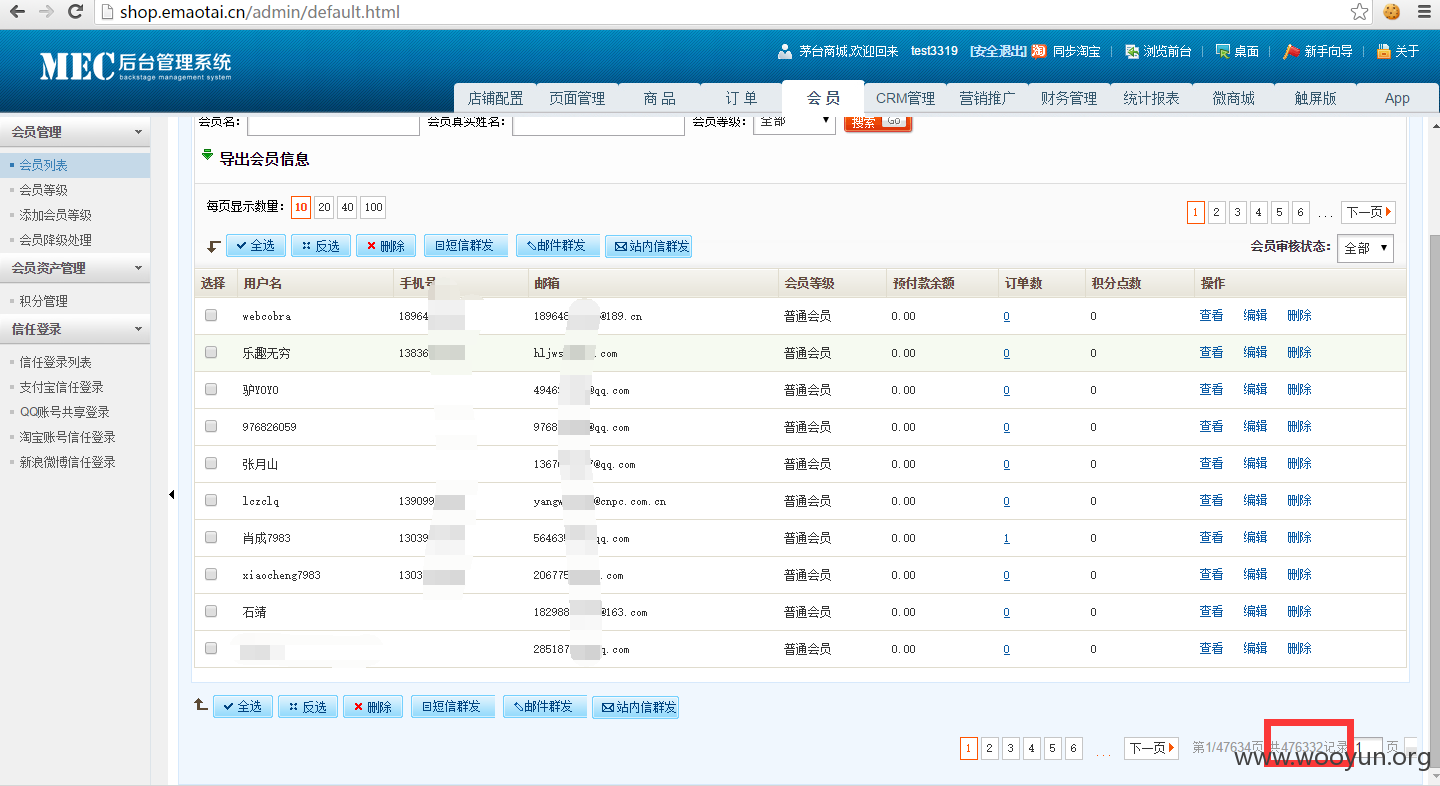 shop.emaotai.cn/admin/default.html
MEC 后台管理系统
backstage management system
茅台商城,欢迎回来 test3319 [安全退出] 淘 同步淘宝 浏览前台 桌面 新手向导 关于
店铺配置 页面管理 商 品 订 单 会 员 CRM管理 营销推广 财务管理 统计报表 微商城 触屏版 App
会员管理
会员列表
会员等级
添加会员等级
会员降级处理
会员资产管理
积分管理
信任登录
信任登录列表
支付宝信任登录
QQ账号共享登录
淘宝账号信任登录
新浪微博信任登录
会员名: 会员真实姓名: 会员等级: 全部 搜索 Go
导出会员信息
每页显示数量: 10 20 40 100
1 2 3 4 5 6 ... 下一页
全选 反选 删除 短信群发 邮件群发 站内信群发
会员审核状态: 全部
选择 用户名 手机号 邮箱 会员等级 预付款余额 订单数 积分点数 操作
webcobra 18964 189648 @189.cn 普通会员 0.00 0 0 查看 编辑 删除
乐趣无穷 13836 hljws .com 普通会员 0.00 0 0 查看 编辑 删除
驴YOYO 4946 @qq.com 普通会员 0.00 0 0 查看 编辑 删除
976826059 9768 @qq.com 普通会员 0.00 0 0 查看 编辑 删除
张月山 1367 7@qq.com 普通会员 0.00 0 0 查看 编辑 删除
lczclq 139099 yangw @cnpc.com.cn 普通会员 0.00 0 0 查看 编辑 删除
肖成7983 13039 56463 @qq.com 普通会员 0.00 1 0 查看 编辑 删除
xiaocheng7983 1303 206775 .com 普通会员 0.00 0 0 查看 编辑 删除
石靖 182988 @163.com 普通会员 0.00 0 0 查看 编辑 删除
285187 q.com 普通会员 0.00 0 0 查看 编辑 删除
全选 反选 删除 短信群发 邮件群发 站内信群发
1 2 3 4 5 6 ... 下一页 第1/47634页 共476332记录 1 页
www.wooyun.org